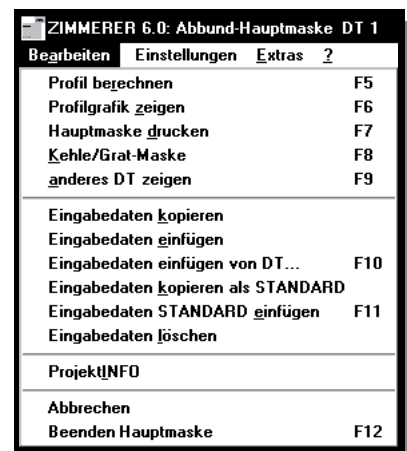 ZIMMERER 6.0: Abbund-Hauptmaske DT 1
Bearbeiten Einstellungen Extras ?
Profil berechnen F5
Profilgrafik zeigen F6
Hauptmaske drucken F7
Kehle/Grat-Maske F8
anderes DT zeigen F9
Eingabedaten kopieren
Eingabedaten einfügen
Eingabedaten einfügen von DT... F10
Eingabedaten kopieren als STANDARD
Eingabedaten STANDARD einfügen F11
Eingabedaten löschen
ProjektINFO
Abbrechen
Beenden Hauptmaske F12